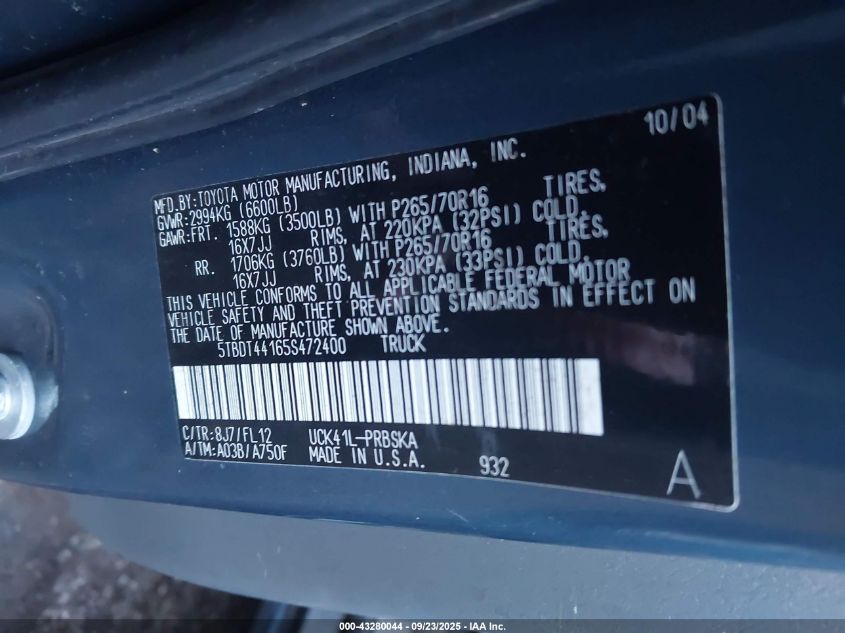 10/04
MFD.BY:TOYOTA MOTOR MANUFACTURING, INDIANA, INC.
GVWR:2994KG (6600LB)
GAWR:FRT. 1588KG (3500LB) WITH P265/70R16 TIRES,
16X7JJ RIMS, AT 220KPA (32PSI) COLD.
RR. 1706KG (3760LB) WITH P265/70R16 TIRES,
16X7JJ RIMS, AT 230KPA (33PSI) COLD.
THIS VEHICLE CONFORMS TO ALL APPLICABLE FEDERAL MOTOR
VEHICLE SAFETY AND THEFT PREVENTION STANDARDS IN EFFECT ON
THE DATE OF MANUFACTURE SHOWN ABOVE.
5TBDT44165S472400 TRUCK
C/TR:8J7/FL12 UCK41L-PRBSKA
A/TM:A03B/A750F MADE IN U.S.A. 932
A
000-43280044 - 09/23/2025 - IAA Inc.